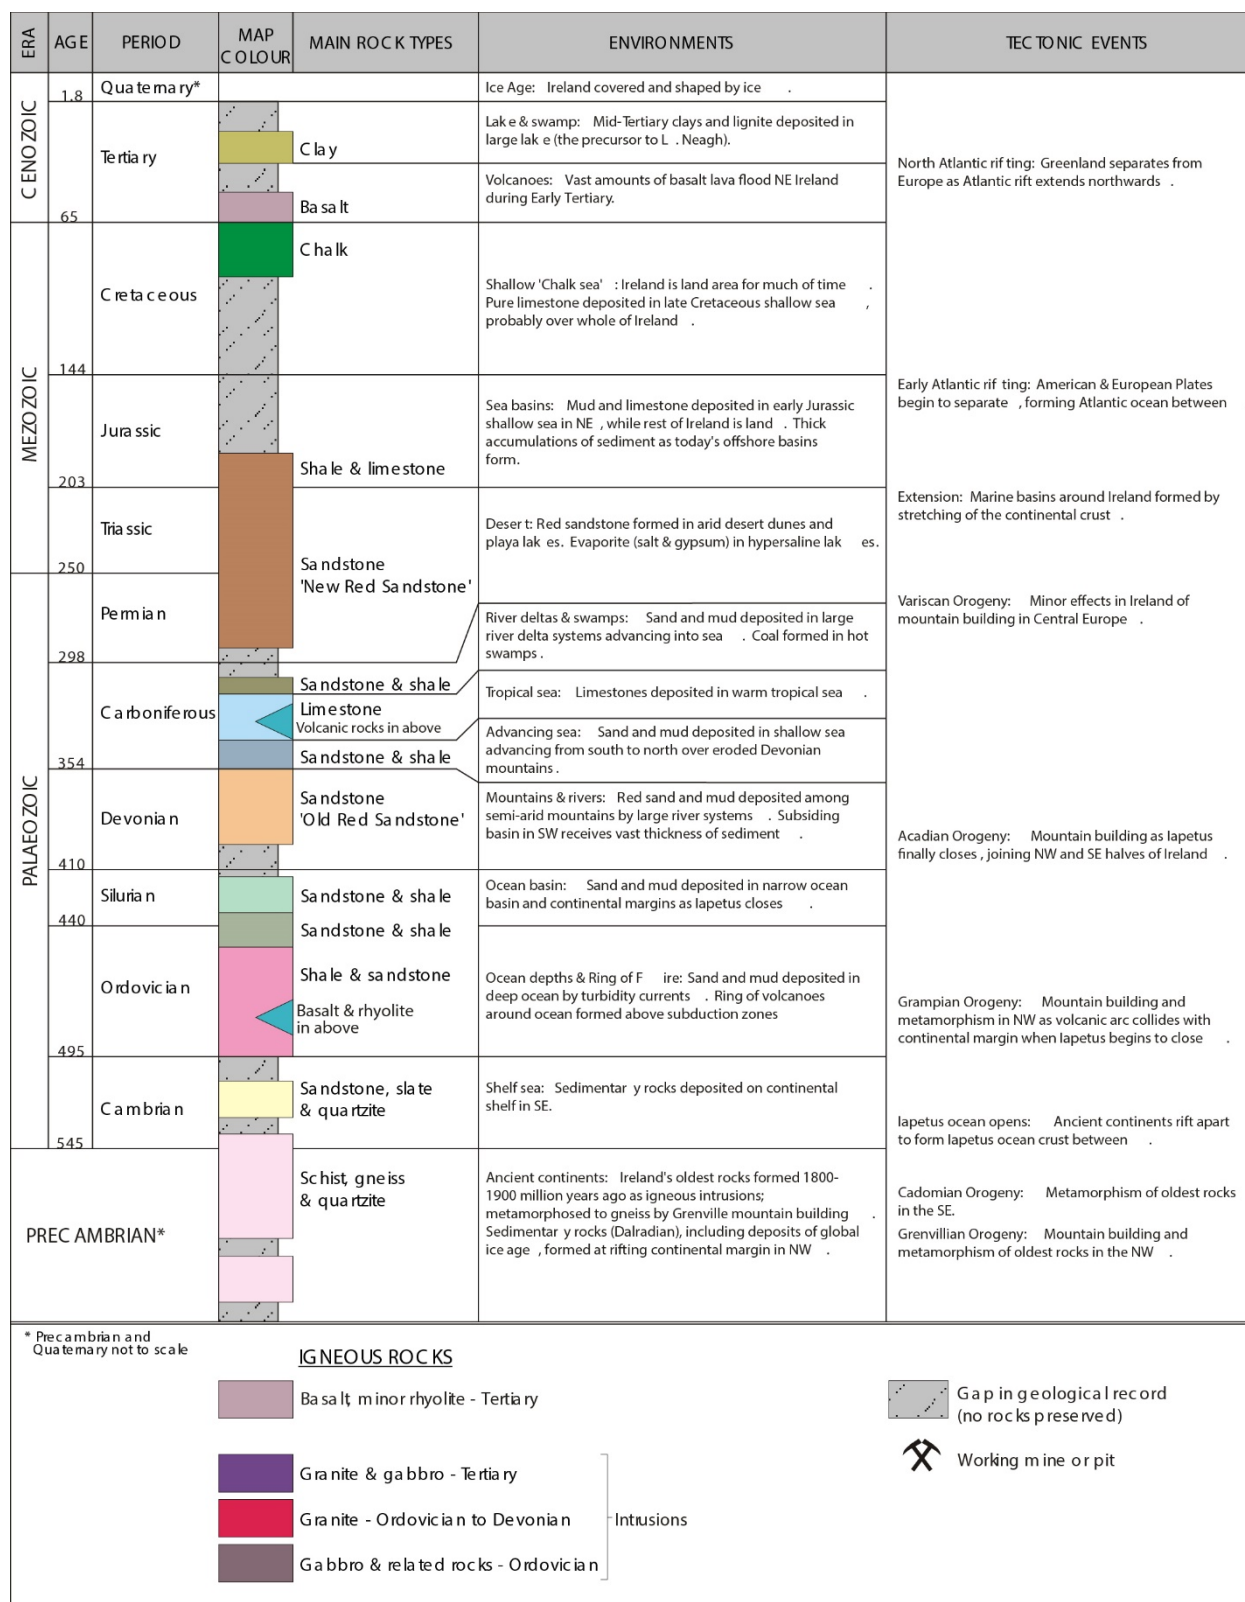 ERA
AGE
PERIOD
MAP
COLOUR
MAIN ROCK TYPES
ENVIRONMENTS
TECTONIC EVENTS
CENOZOIC
Quaternary*
1.8
Ice Age: Ireland covered and shaped by ice .
Tertiary
Clay
Lake & swamp: Mid-Tertiary clays and lignite deposited in
large lake (the precursor to L . Neagh).
North Atlantic rifting: Greenland separates from
Europe as Atlantic rift extends northwards .
Basalt
Volcanoes: Vast amounts of basalt lava flood NE Ireland
during Early Tertiary.
65
MEZOZOIC
Cretaceous
Chalk
Shallow 'Chalk sea' : Ireland is land area for much of time .
Pure limestone deposited in late Cretaceous shallow sea ,
probably over whole of Ireland .
144
Early Atlantic rifting: American & European Plates
begin to separate , forming Atlantic ocean between
Jurassic
Shale & limestone
Sea basins: Mud and limestone deposited in early Jurassic
shallow sea in NE , while rest of Ireland is land . Thick
accumulations of sediment as today's offshore basins
form.
203
Extension: Marine basins around Ireland formed by
stretching of the continental crust .
Triassic
Desert: Red sandstone formed in arid desert dunes and
playa lakes. Evaporite (salt & gypsum) in hypersaline lakes.
250
Sandstone
'New Red Sandstone'
PALAEOZOIC
Permian
Variscan Orogeny: Minor effects in Ireland of
mountain building in Central Europe .
298
River deltas & swamps: Sand and mud deposited in large
river delta systems advancing into sea . Coal formed in hot
swamps .
Carboniferous
Sandstone & shale
Limestone
Volcanic rocks in above
Tropical sea: Limestones deposited in warm tropical sea .
Sandstone & shale
Advancing sea: Sand and mud deposited in shallow sea
advancing from south to north over eroded Devonian
mountains .
354
Devonian
Sandstone
'Old Red Sandstone'
Mountains & rivers: Red sand and mud deposited among
semi-arid mountains by large river systems . Subsiding
basin in SW receives vast thickness of sediment .
Acadian Orogeny: Mountain building as Iapetus
finally closes , joining NW and SE halves of Ireland .
410
Silurian
Sandstone & shale
Ocean basin: Sand and mud deposited in narrow ocean
basin and continental margins as Iapetus closes .
440
Sandstone & shale
Ordovician
Shale & sandstone
Basalt & rhyolite
in above
Ocean depths & Ring of Fire: Sand and mud deposited in
deep ocean by turbidity currents . Ring of volcanoes
around ocean formed above subduction zones
Grampian Orogeny: Mountain building and
metamorphism in NW as volcanic arc collides with
continental margin when Iapetus begins to close .
495
Cambrian
Sandstone, slate
& quartzite
Shelf sea: Sedimentary rocks deposited on continental
shelf in SE.
Iapetus ocean opens: Ancient continents rift apart
to form Iapetus ocean crust between .
545
PRECAMBRIAN*
Schist, gneiss
& quartzite
Ancient continents: Ireland's oldest rocks formed 1800-
1900 million years ago as igneous intrusions;
metamorphosed to gneiss by Grenville mountain building .
Sedimentary rocks (Dalradian), including deposits of global
ice age , formed at rifting continental margin in NW .
Cadomian Orogeny: Metamorphism of oldest rocks
in the SE.
Grenvillian Orogeny: Mountain building and
metamorphism of oldest rocks in the NW .
* Precambrian and
Quaternary not to scale
IGNEOUS ROCKS
Basalt, minor rhyolite - Tertiary
Granite & gabbro - Tertiary
Granite - Ordovician to Devonian
Gabbro & related rocks - Ordovician
Intrusions
Gap in geological record
(no rocks preserved)
Working mine or pit